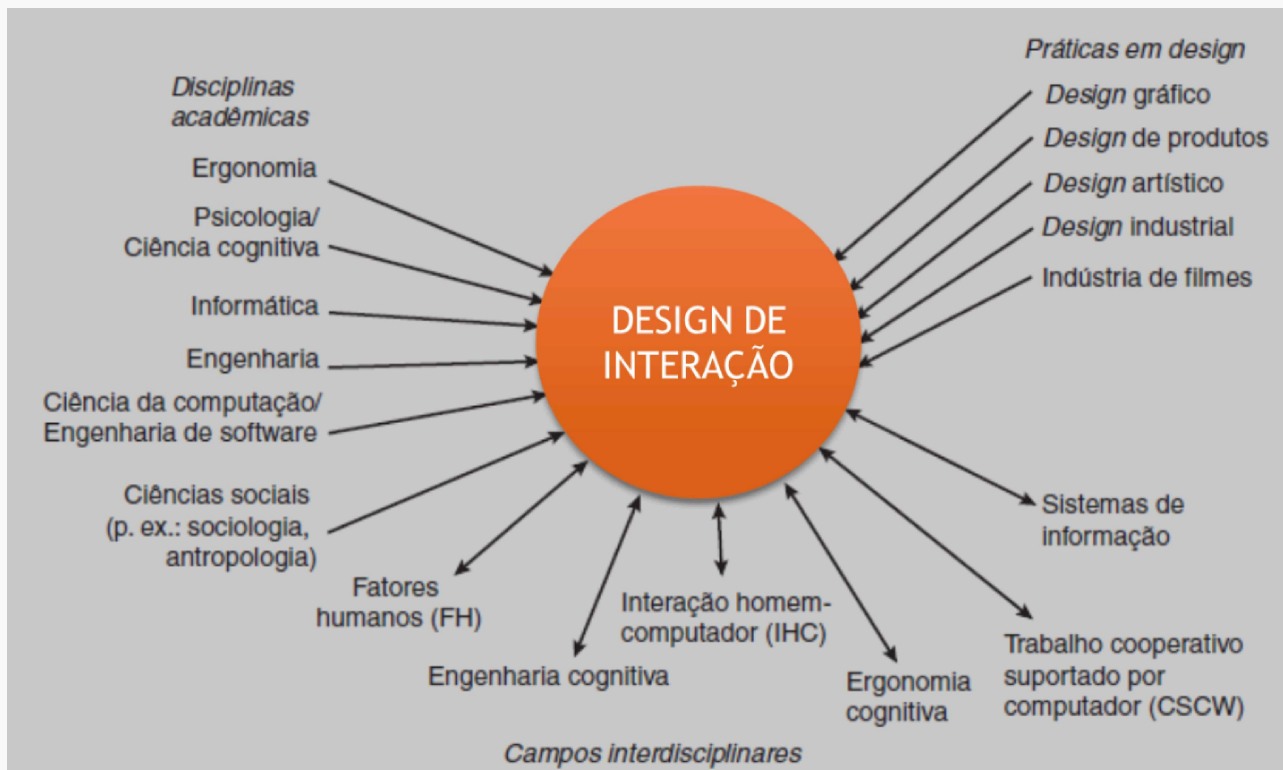 Disciplinas
acadêmicas
Ergonomia
Psicologia/
Ciência cognitiva
Informática
Engenharia
Ciência da computação/
Engenharia de software
Ciências sociais
(p. ex.: sociologia,
antropologia)
Práticas em design
Design gráfico
Design de produtos
Design artístico
Design industrial
Indústria de filmes
DESIGN DE
INTERAÇÃO
Fatores
humanos (FH)
Engenharia cognitiva
Interação homem-
computador (IHC)
Ergonomia
cognitiva
Trabalho cooperativo
suportado por
computador (CSCW)
Sistemas de
informação
Campos interdisciplinares